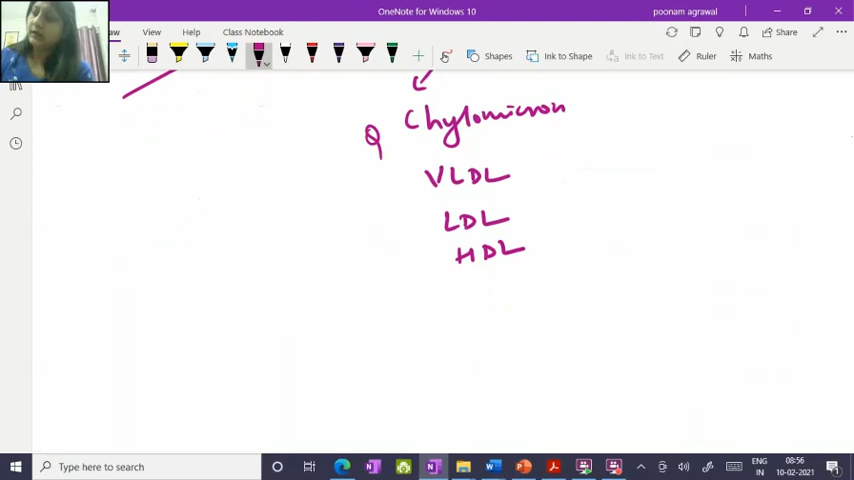 OneNote for Windows 10
poonam agrawal
aw View Help Class Notebook
Share
Shapes Ink to Shape Ink to Text Ruler Maths
Chylomicron
Q
VLDL
LDL
HDL
Type here to search
ENG
IN
08:56
10-02-2021